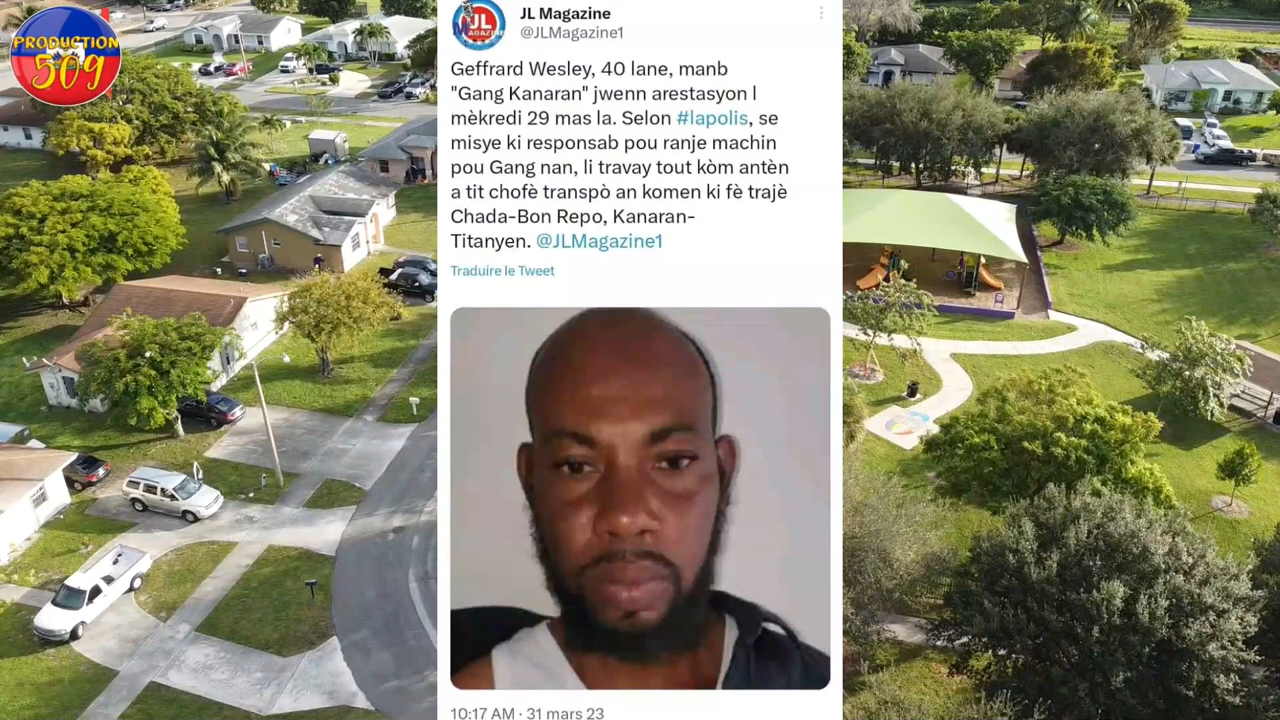 PRODUCTION
509
JL
MAGAZINE
JL Magazine
@JLMagazine1
Geffrard Wesley, 40 lane, manb
"Gang Kanaran" jwenn arestasyon l
mèkredi 29 mas la. Selon #lapolis, se
misye ki responsab pou ranje machin
pou Gang nan, li travay tout kòm antèn
a tit chofè transpò an komen ki fè trajè
Chada-Bon Repo, Kanaran-
Titanyen. @JLMagazine1
Traduire le Tweet
10:17 AM · 31 mars 23